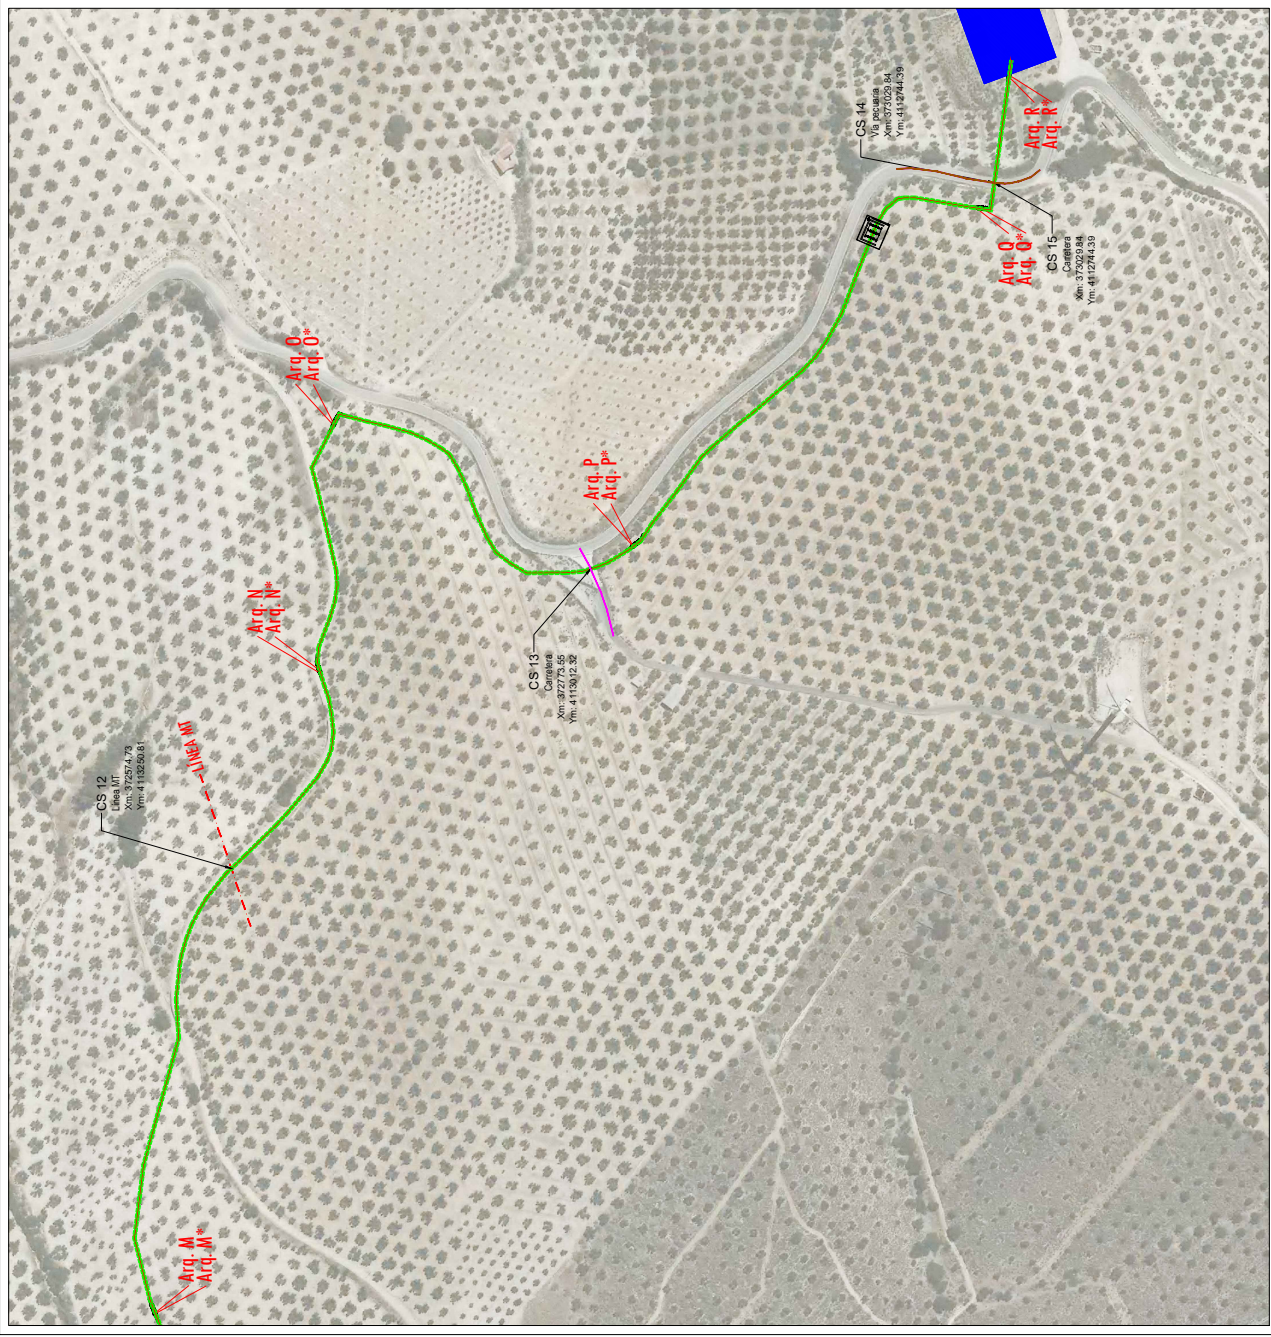 CS 14
Vía pecuaria
Xm: 373029.84
Ym: 4112744.39
Arq. R
Arq. R*
Arq. Q
Arq. Q*
CS 15
Carretera
Xm: 373029.84
Ym: 4112744.39
Arq. O
Arq. O*
Arq. P
Arq. P*
Arq. N
Arq. N*
CS 13
Carretera
Xm: 372773.55
Ym: 4113012.32
LÍNEA MT
CS 12
Línea MT
Xm: 372574.73
Ym: 4113250.81
Arq. M
Arq. M*